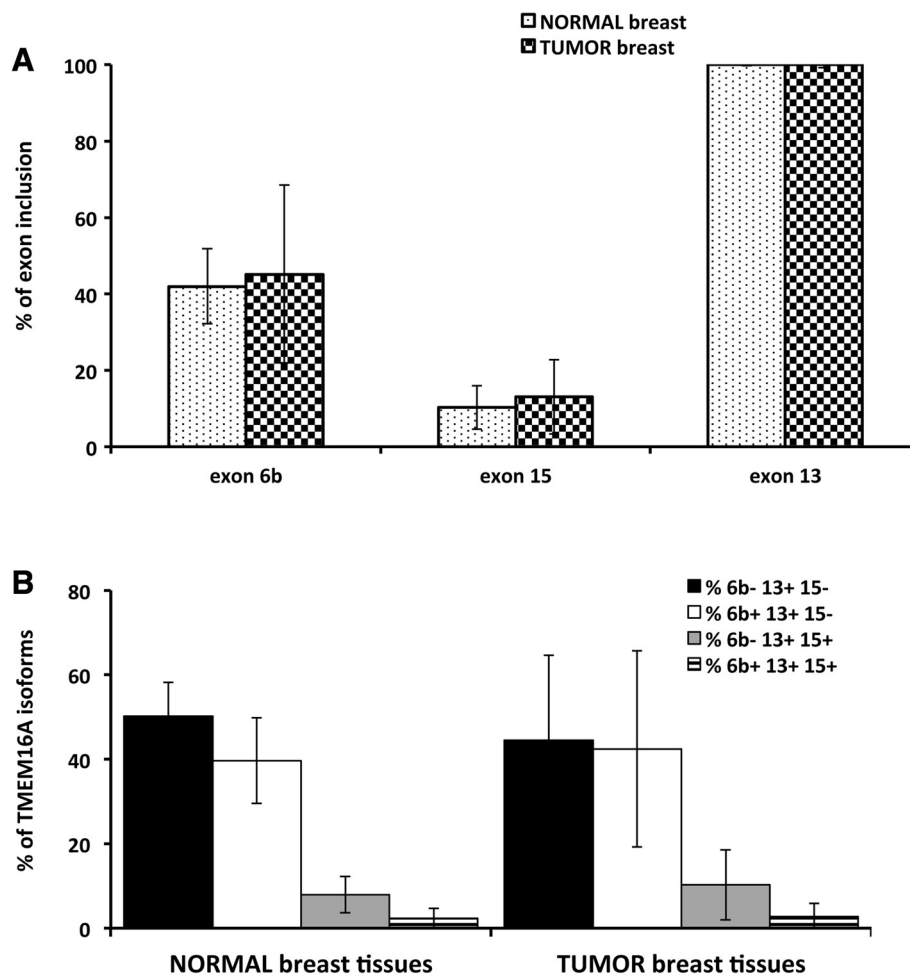 NORMAL breast
TUMOR breast
A
% of exon inclusion
100
80
60
40
20
0
exon 6b
exon 15
exon 13
B
% of TMEM16A isoforms
80
60
40
20
0
% 6b- 13+ 15-
% 6b+ 13+ 15-
% 6b- 13+ 15+
% 6b+ 13+ 15+
NORMAL breast tissues
TUMOR breast tissues